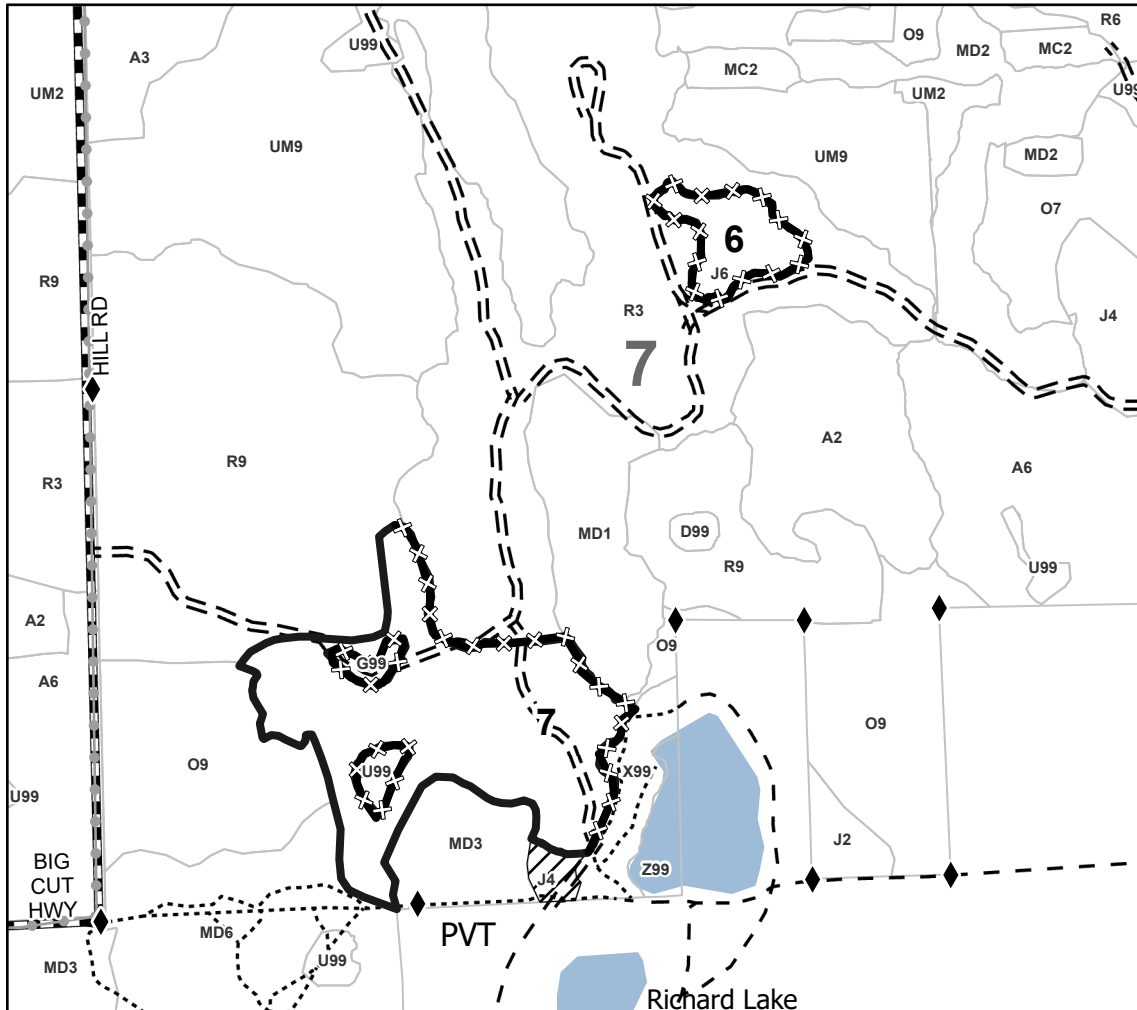 R6
U99
O9
MD2
MC2
A3
MC2
U99
UM2
UM2
UM9
MD2
UM9
O7
6
J6
R9
R3
J4
HILL RD
7
A2
R9
A6
R3
MD1
D99
R9
U99
A2
O9
G99
A6
7
O9
O9
U99
X99
U99
MD3
J2
BIG
CUT
HWY
Z99
J4
MD6
PVT
U99
MD3
Richard Lake